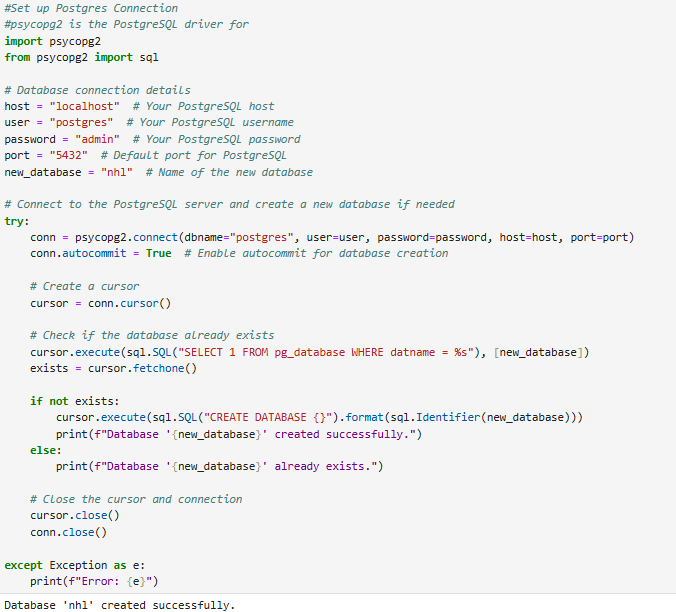 #Set up Postgres Connection
#psycopg2 is the PostgreSQL driver for
import psycopg2
from psycopg2 import sql

# Database connection details
host = "localhost"  # Your PostgreSQL host
user = "postgres"  # Your PostgreSQL username
password = "admin"  # Your PostgreSQL password
port = "5432"  # Default port for PostgreSQL
new_database = "nhl"  # Name of the new database

# Connect to the PostgreSQL server and create a new database if needed
try:
    conn = psycopg2.connect(dbname="postgres", user=user, password=password, host=host, port=port)
    conn.autocommit = True  # Enable autocommit for database creation

    # Create a cursor
    cursor = conn.cursor()

    # Check if the database already exists
    cursor.execute(sql.SQL("SELECT 1 FROM pg_database WHERE datname = %s"), [new_database])
    exists = cursor.fetchone()

    if not exists:
        cursor.execute(sql.SQL("CREATE DATABASE {}").format(sql.Identifier(new_database)))
        print(f"Database '{new_database}' created successfully.")
    else:
        print(f"Database '{new_database}' already exists.")

    # Close the cursor and connection
    cursor.close()
    conn.close()

except Exception as e:
    print(f"Error: {e}")
Database 'nhl' created successfully.